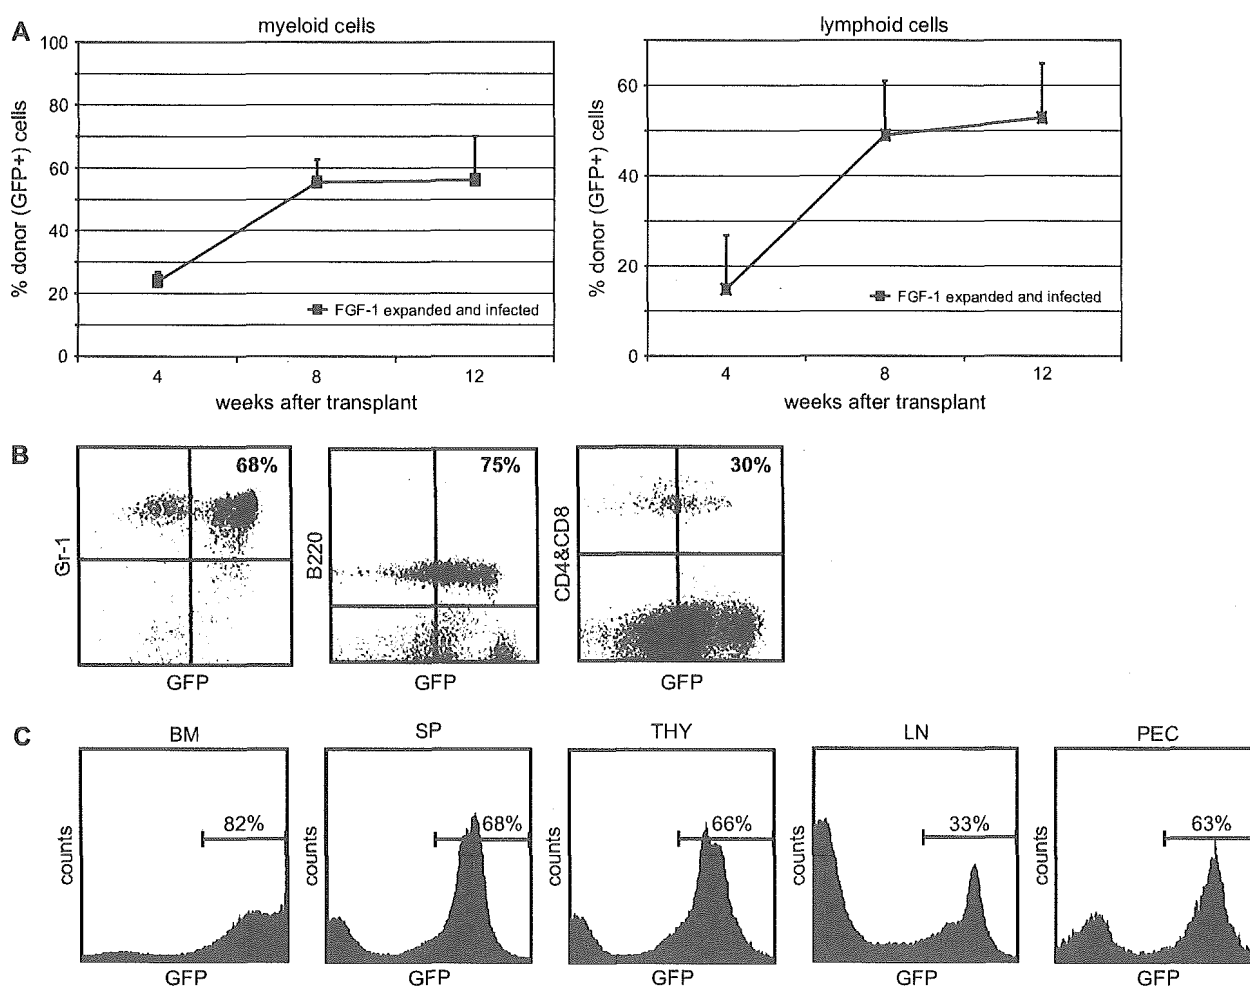 A
myeloid cells
lymphoid cells
% donor (GFP+) cells
100
80
60
40
20
0
FGF-1 expanded and infected
4 8 12
weeks after transplant
% donor (GFP+) cells
60
40
20
0
FGF-1 expanded and infected
4 8 12
weeks after transplant
B
Gr-1
68%
GFP
B220
75%
GFP
CD4&CD8
30%
GFP
C
BM
counts
82%
GFP
SP
counts
68%
GFP
THY
counts
66%
GFP
LN
counts
33%
GFP
PEC
counts
63%
GFP